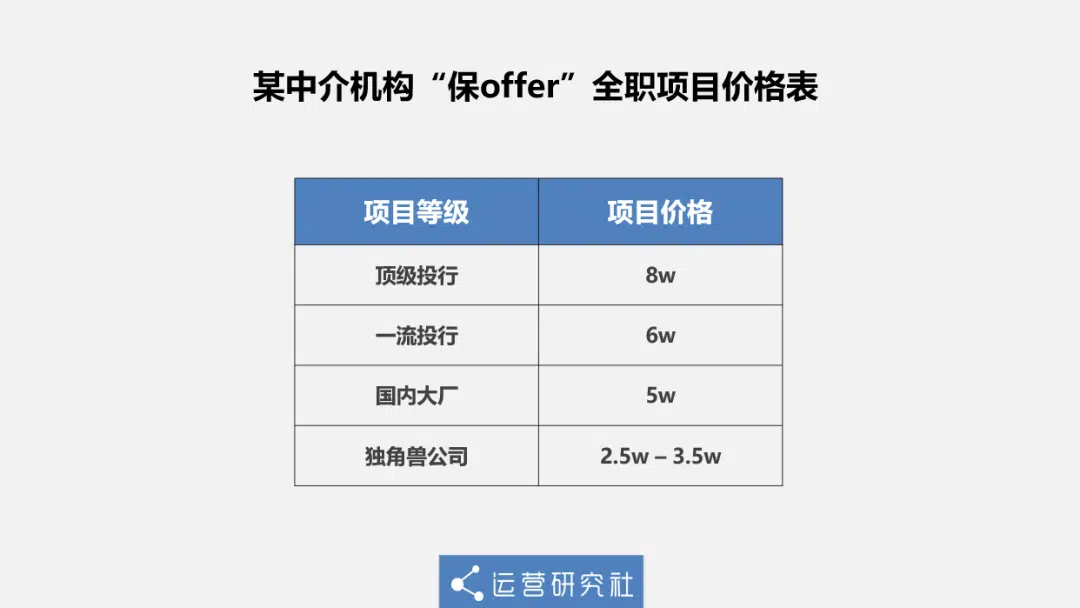 某中介机构“保offer”全职项目价格表
项目等级 项目价格
顶级投行 8w
一流投行 6w
国内大厂 5w
独角兽公司 2.5w – 3.5w
运营研究社